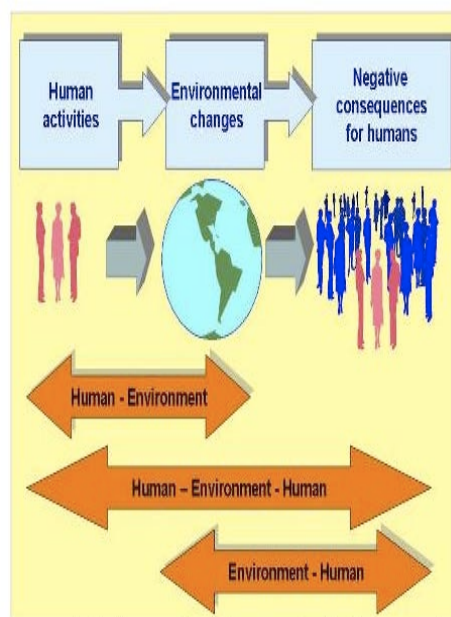 Human
activities
Environmental
changes
Negative
consequences
for humans
Human - Environment
Human – Environment - Human
Environment - Human